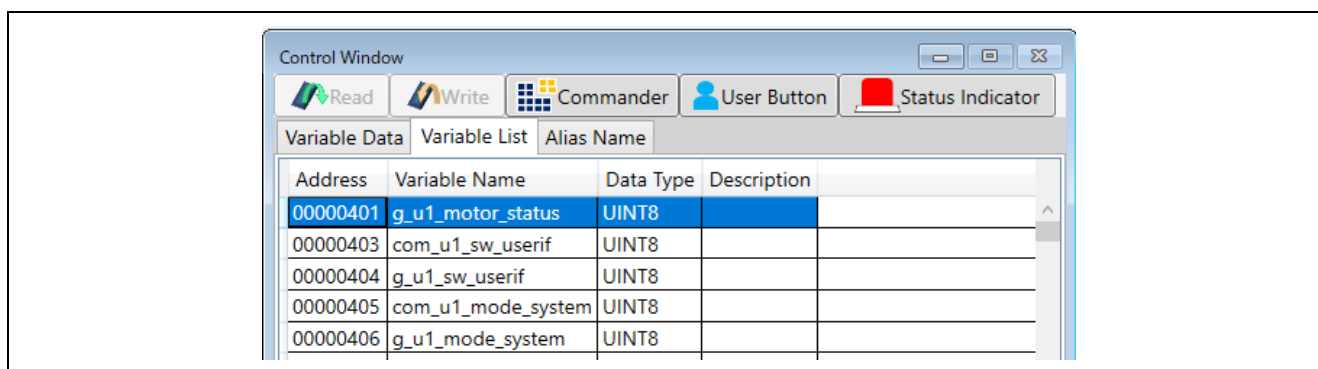 Control Window
Read Write Commander User Button Status Indicator
Variable Data Variable List Alias Name
Address Variable Name Data Type Description
00000401 g_u1_motor_status UINT8
00000403 com_u1_sw_userif UINT8
00000404 g_u1_sw_userif UINT8
00000405 com_u1_mode_system UINT8
00000406 g_u1_mode_system UINT8